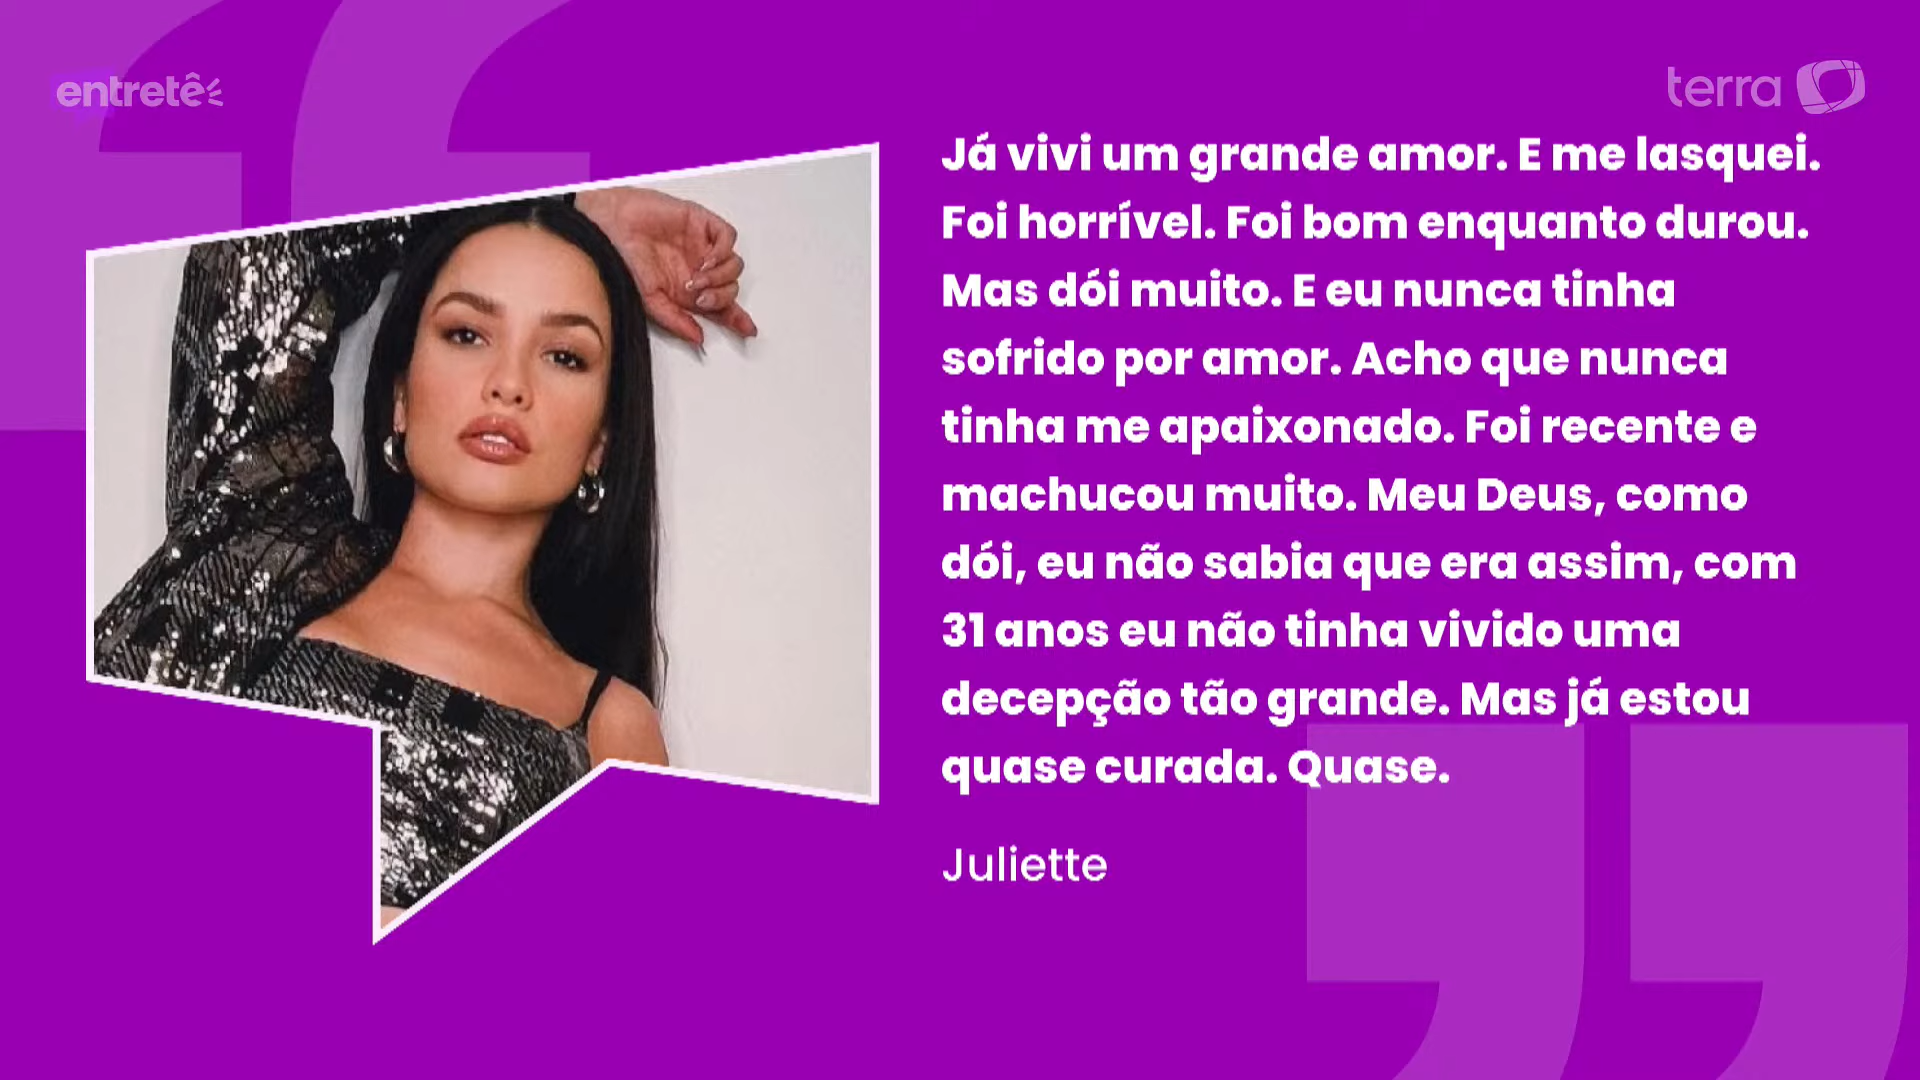 entretê
terra
Já vivi um grande amor. E me lasquei.
Foi horrível. Foi bom enquanto durou.
Mas dói muito. E eu nunca tinha
sofrido por amor. Acho que nunca
tinha me apaixonado. Foi recente e
machucou muito. Meu Deus, como
dói, eu não sabia que era assim, com
31 anos eu não tinha vivido uma
decepção tão grande. Mas já estou
quase curada. Quase.
Juliette